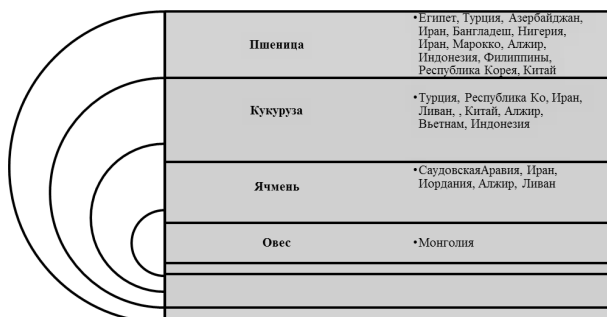 Пшеница
•Египет, Турция, Азербайджан,
Иран, Бангладеш, Нигерия,
Иран, Марокко, Алжир,
Индонезия, Филиппины,
Республика Корея, Китай
Кукуруза
•Турция, Республика Ко, Иран,
Ливан, , Китай, Алжир,
Вьетнам, Индонезия
Ячмень
•СаудовскаяАравия, Иран,
Иордания, Алжир, Ливан
Овес
•Монголия